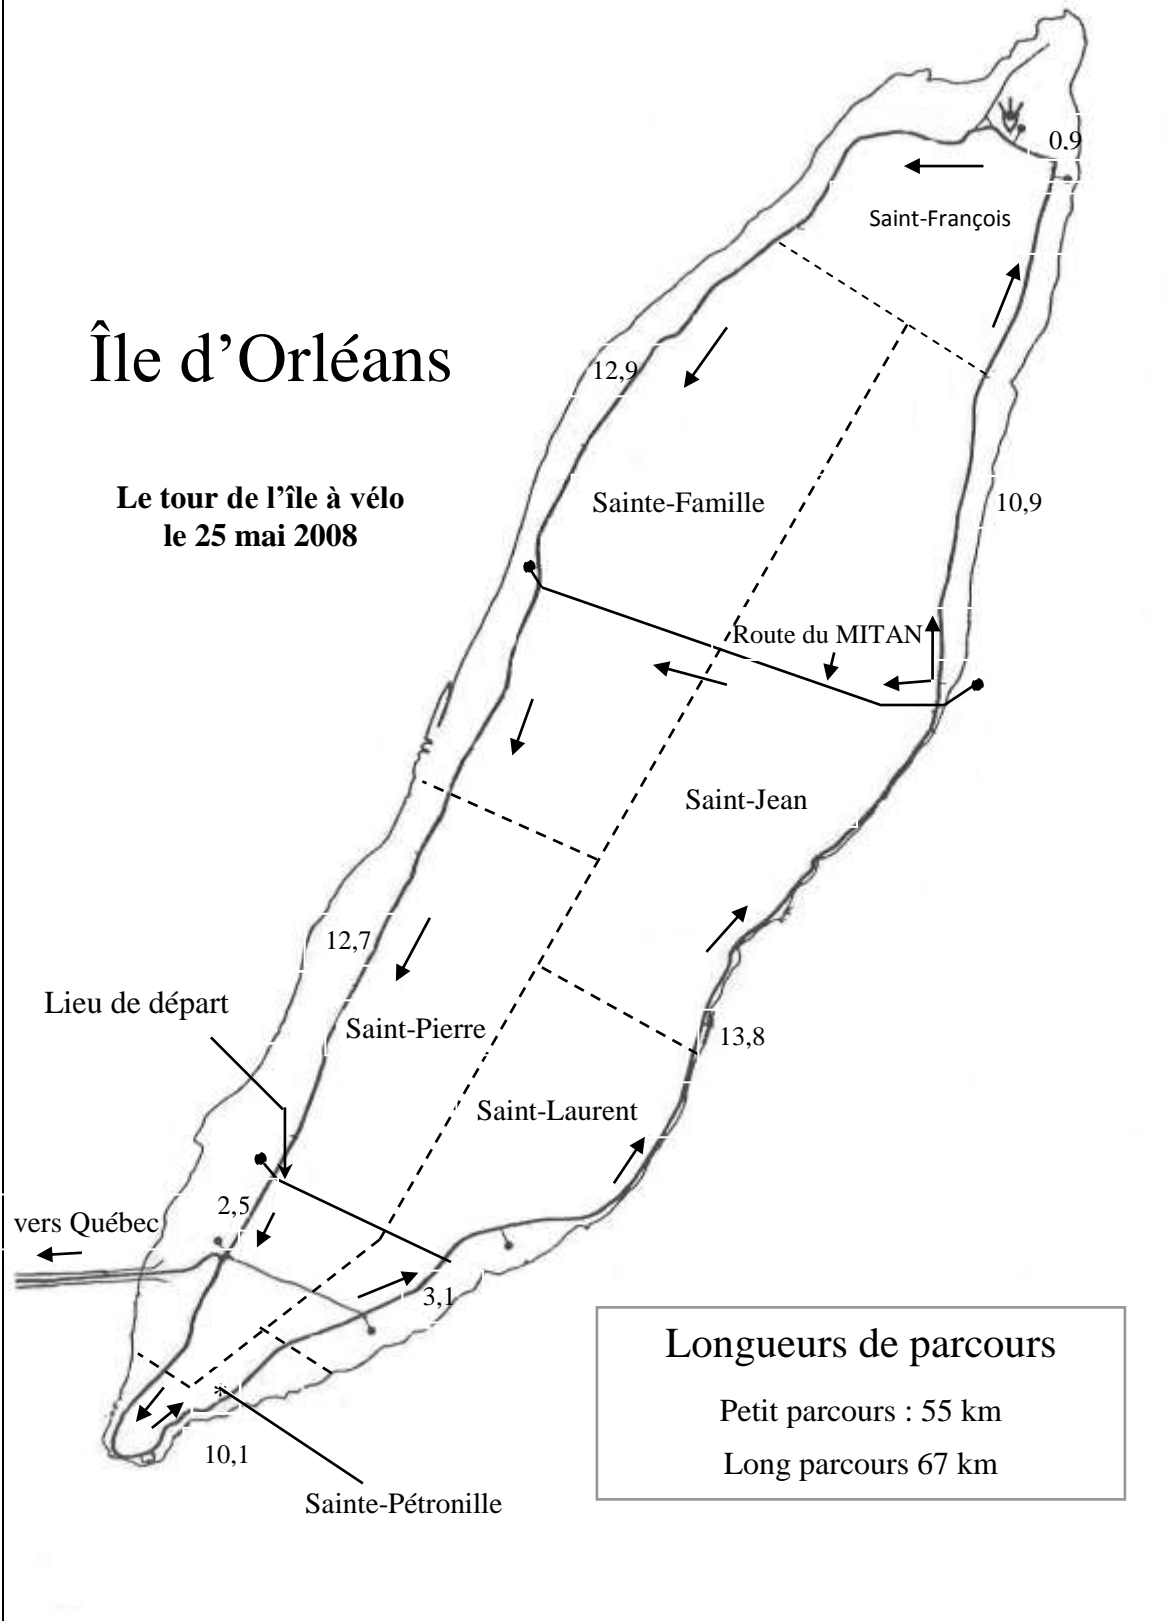 0,9
Saint-François
Île d’Orléans
12,9
Le tour de l'île à vélo
le 25 mai 2008
Sainte-Famille
10,9
Route du MITAN
Saint-Jean
12,7
Lieu de départ
Saint-Pierre
13,8
Saint-Laurent
2,5
vers Québec
3,1
Longueurs de parcours
Petit parcours : 55 km
Long parcours 67 km
10,1
Sainte-Pétronille